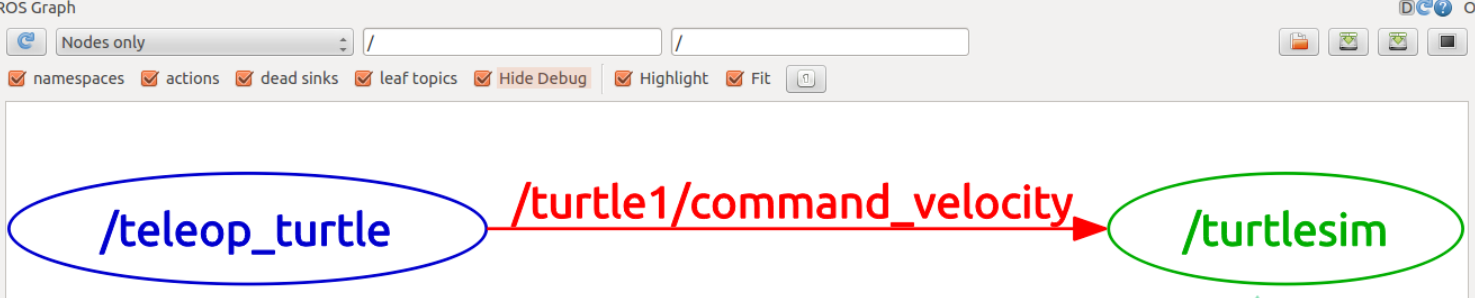 ROS Graph
D ? O
Nodes only / /
namespaces actions dead sinks leaf topics Hide Debug Highlight Fit
/teleop_turtle /turtle1/command_velocity /turtlesim